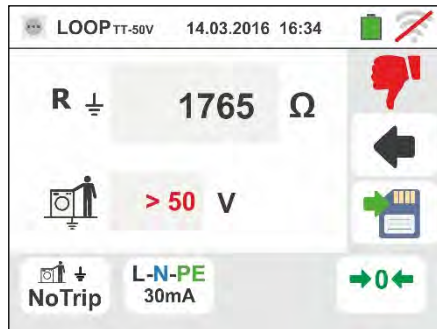 LOOP TT-50V 14.03.2016 16:34
R 1765 Ω
> 50 V
NoTrip
L-N-PE
30mA
0